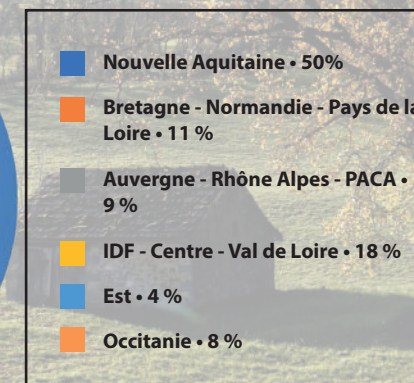 Nouvelle Aquitaine • 50%
Bretagne - Normandie - Pays de la
Loire • 11 %
Auvergne - Rhône Alpes - PACA •
9 %
IDF - Centre - Val de Loire • 18 %
Est • 4 %
Occitanie • 8 %